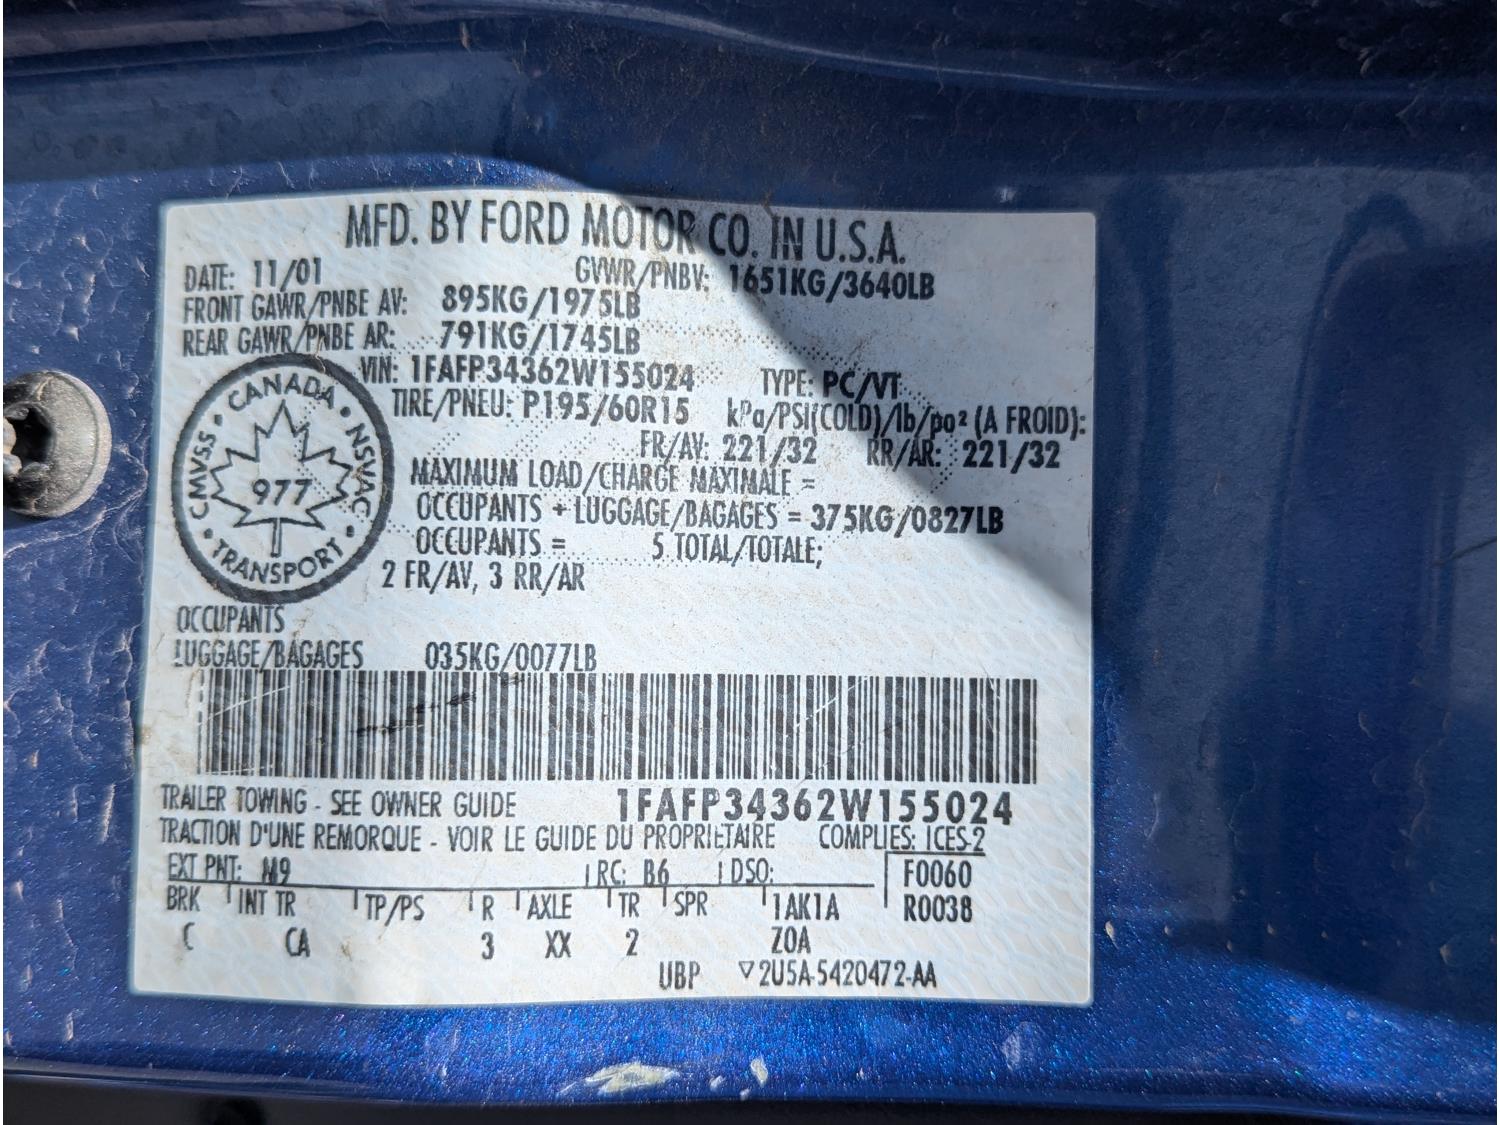 MFD. BY FORD MOTOR CO. IN U.S.A.
DATE: 11/01 GVWR/PNBV: 1651KG/3640LB
FRONT GAWR/PNBE AV: 895KG/1975LB
REAR GAWR/PNBE AR: 791KG/1745LB
VIN: 1FAFP34362W155024 TYPE: PC/VT
TIRE/PNEU: P195/60R15 kPa/PSI(COLD)/lb/po² (A FROID):
FR/AV: 221/32 RR/AR: 221/32
MAXIMUM LOAD/CHARGE MAXIMALE =
OCCUPANTS + LUGGAGE/BAGAGES = 375KG/0827LB
OCCUPANTS = 5 TOTAL/TOTALE;
2 FR/AV, 3 RR/AR
CANADA • NSVAC • TRANSPORT • CMVSS •
977
OCCUPANTS
LUGGAGE/BAGAGES 035KG/0077LB
TRAILER TOWING - SEE OWNER GUIDE 1FAFP34362W155024
TRACTION D'UNE REMORQUE - VOIR LE GUIDE DU PROPRIETAIRE COMPLIES: ICES-2
EXT PNT: M9 RC: B6 DSO: F0060
BRK INT TR TP/PS R AXLE TR SPR 1AK1A R0038
C CA 3 XX 2 Z0A
UBP ▽2U5A-5420472-AA